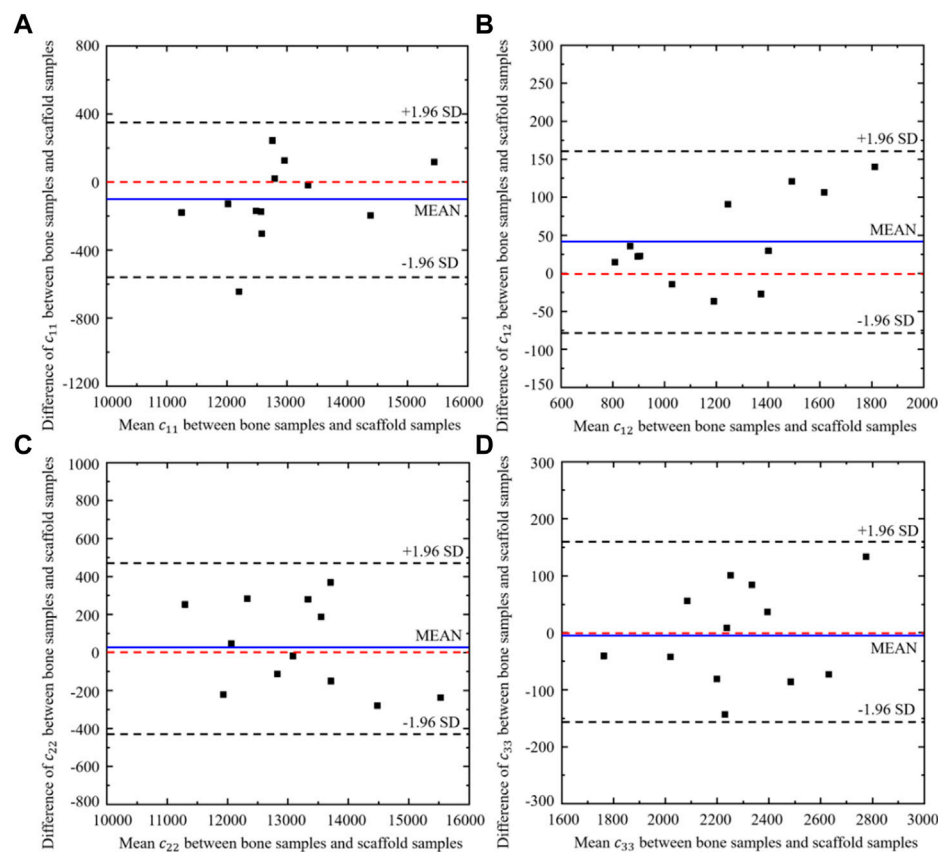 A
Difference of c₁₁ between bone samples and scaffold samples
800
400
0
-400
-800
-1200
+1.96 SD
MEAN
-1.96 SD
10000 11000 12000 13000 14000 15000 16000
Mean c₁₁ between bone samples and scaffold samples
B
Difference of c₁₂ between bone samples and scaffold samples
300
250
200
150
100
50
0
-50
-100
-150
+1.96 SD
MEAN
-1.96 SD
600 800 1000 1200 1400 1600 1800 2000
Mean c₁₂ between bone samples and scaffold samples
C
Difference of c₂₂ between bone samples and scaffold samples
1000
800
600
400
200
0
-200
-400
-600
-800
+1.96 SD
MEAN
-1.96 SD
10000 11000 12000 13000 14000 15000 16000
Mean c₂₂ between bone samples and scaffold samples
D
Difference of c₃₃ between bone samples and scaffold samples
300
200
100
0
-100
-200
-300
+1.96 SD
MEAN
-1.96 SD
1600 1800 2000 2200 2400 2600 2800 3000
Mean c₃₃ between bone samples and scaffold samples